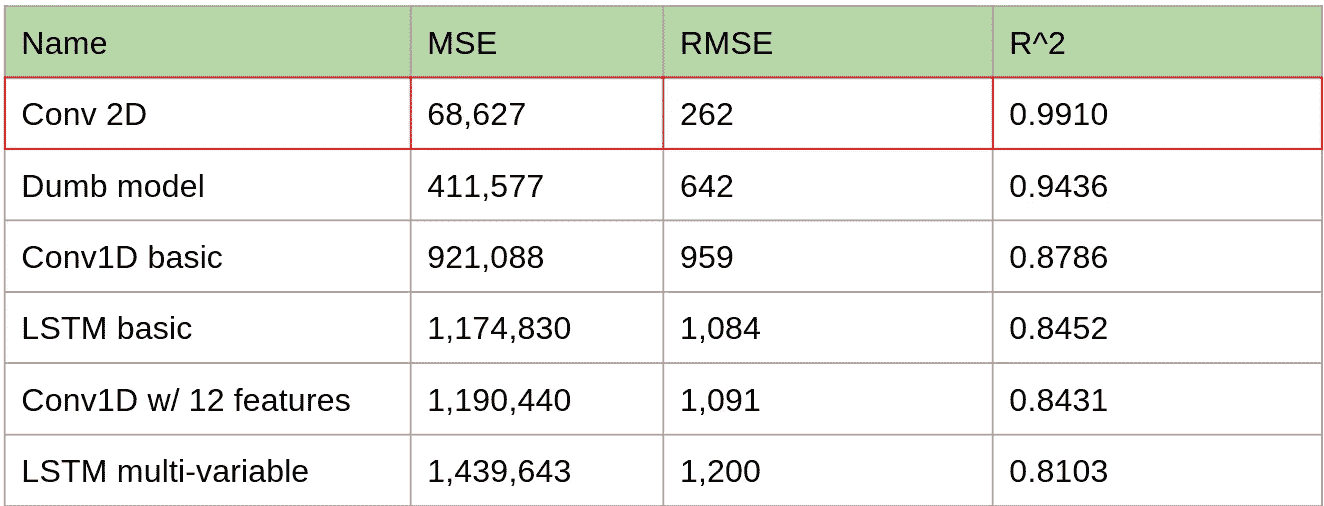 Name MSE RMSE R^2
Conv 2D 68,627 262 0.9910
Dumb model 411,577 642 0.9436
Conv1D basic 921,088 959 0.8786
LSTM basic 1,174,830 1,084 0.8452
Conv1D w/ 12 features 1,190,440 1,091 0.8431
LSTM multi-variable 1,439,643 1,200 0.8103